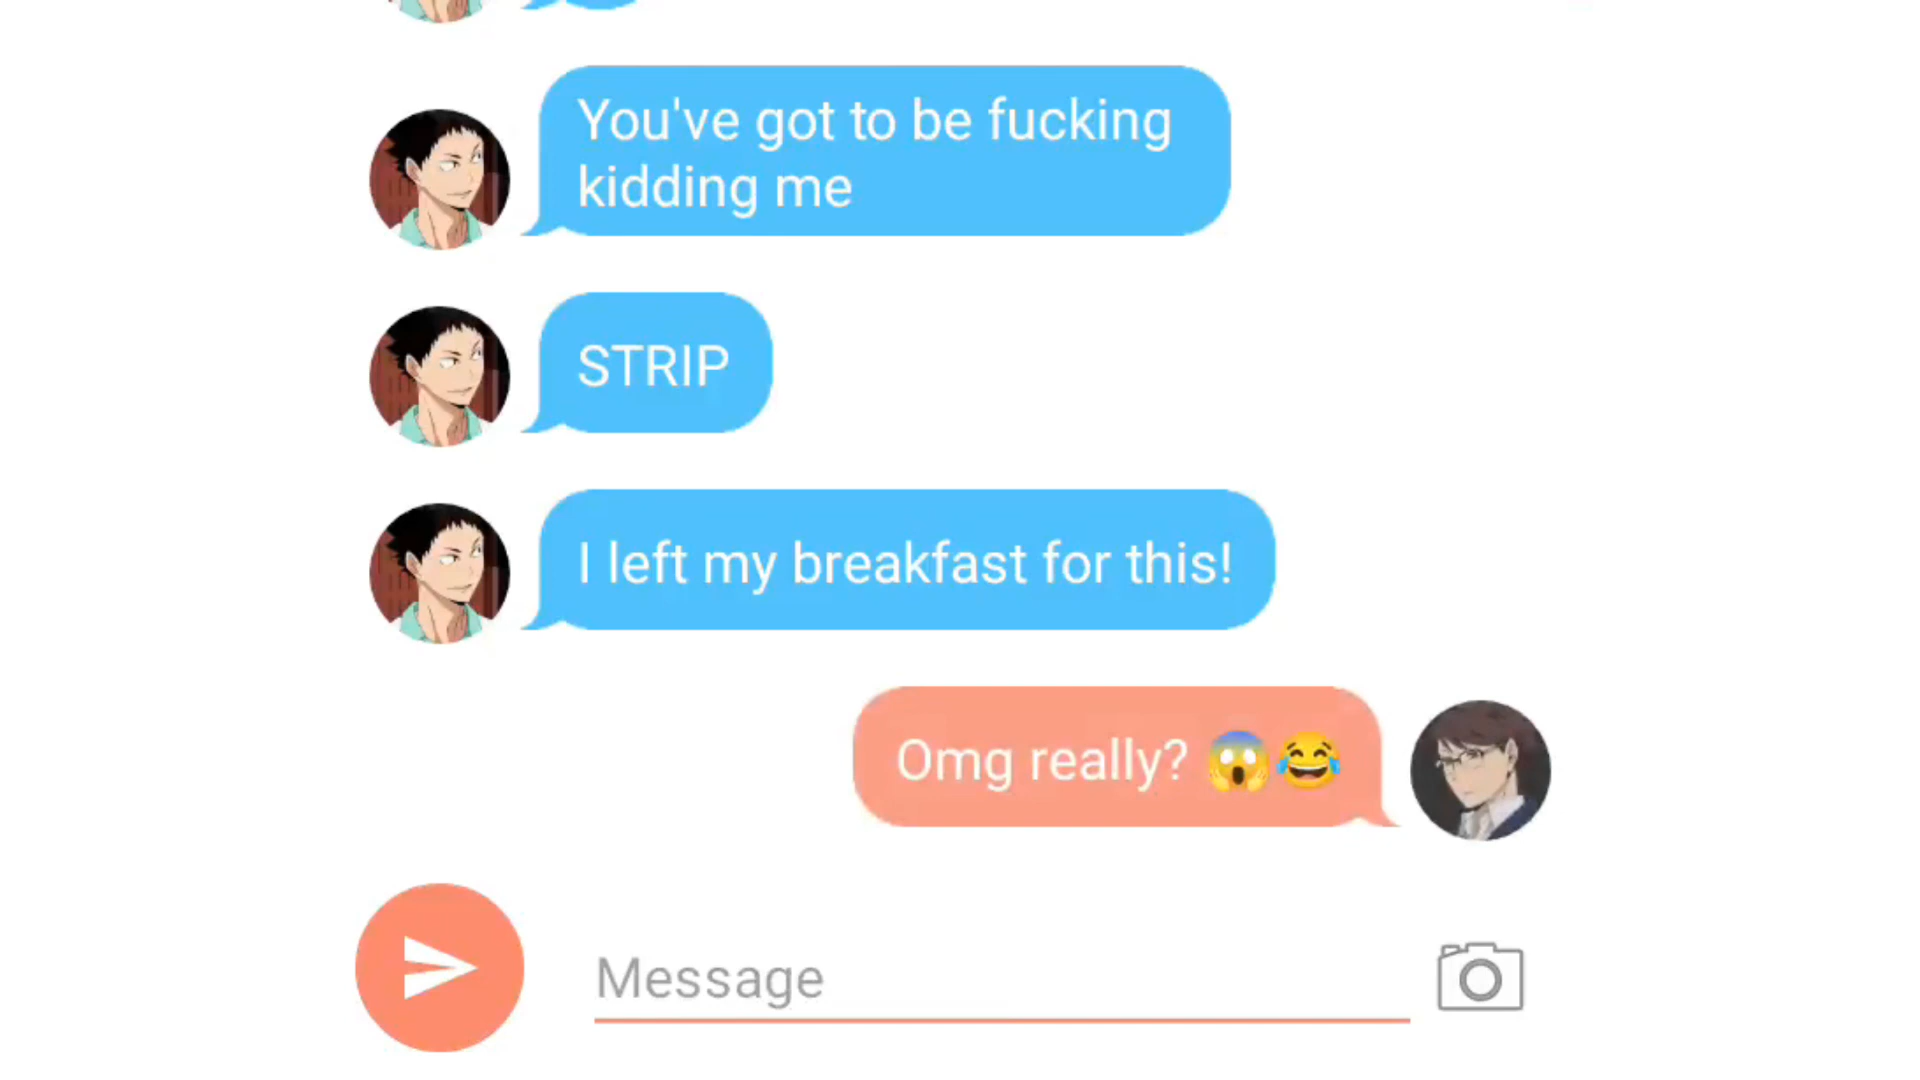 You've got to be fucking
kidding me
STRIP
I left my breakfast for this!
Omg really? 😱😂
Message